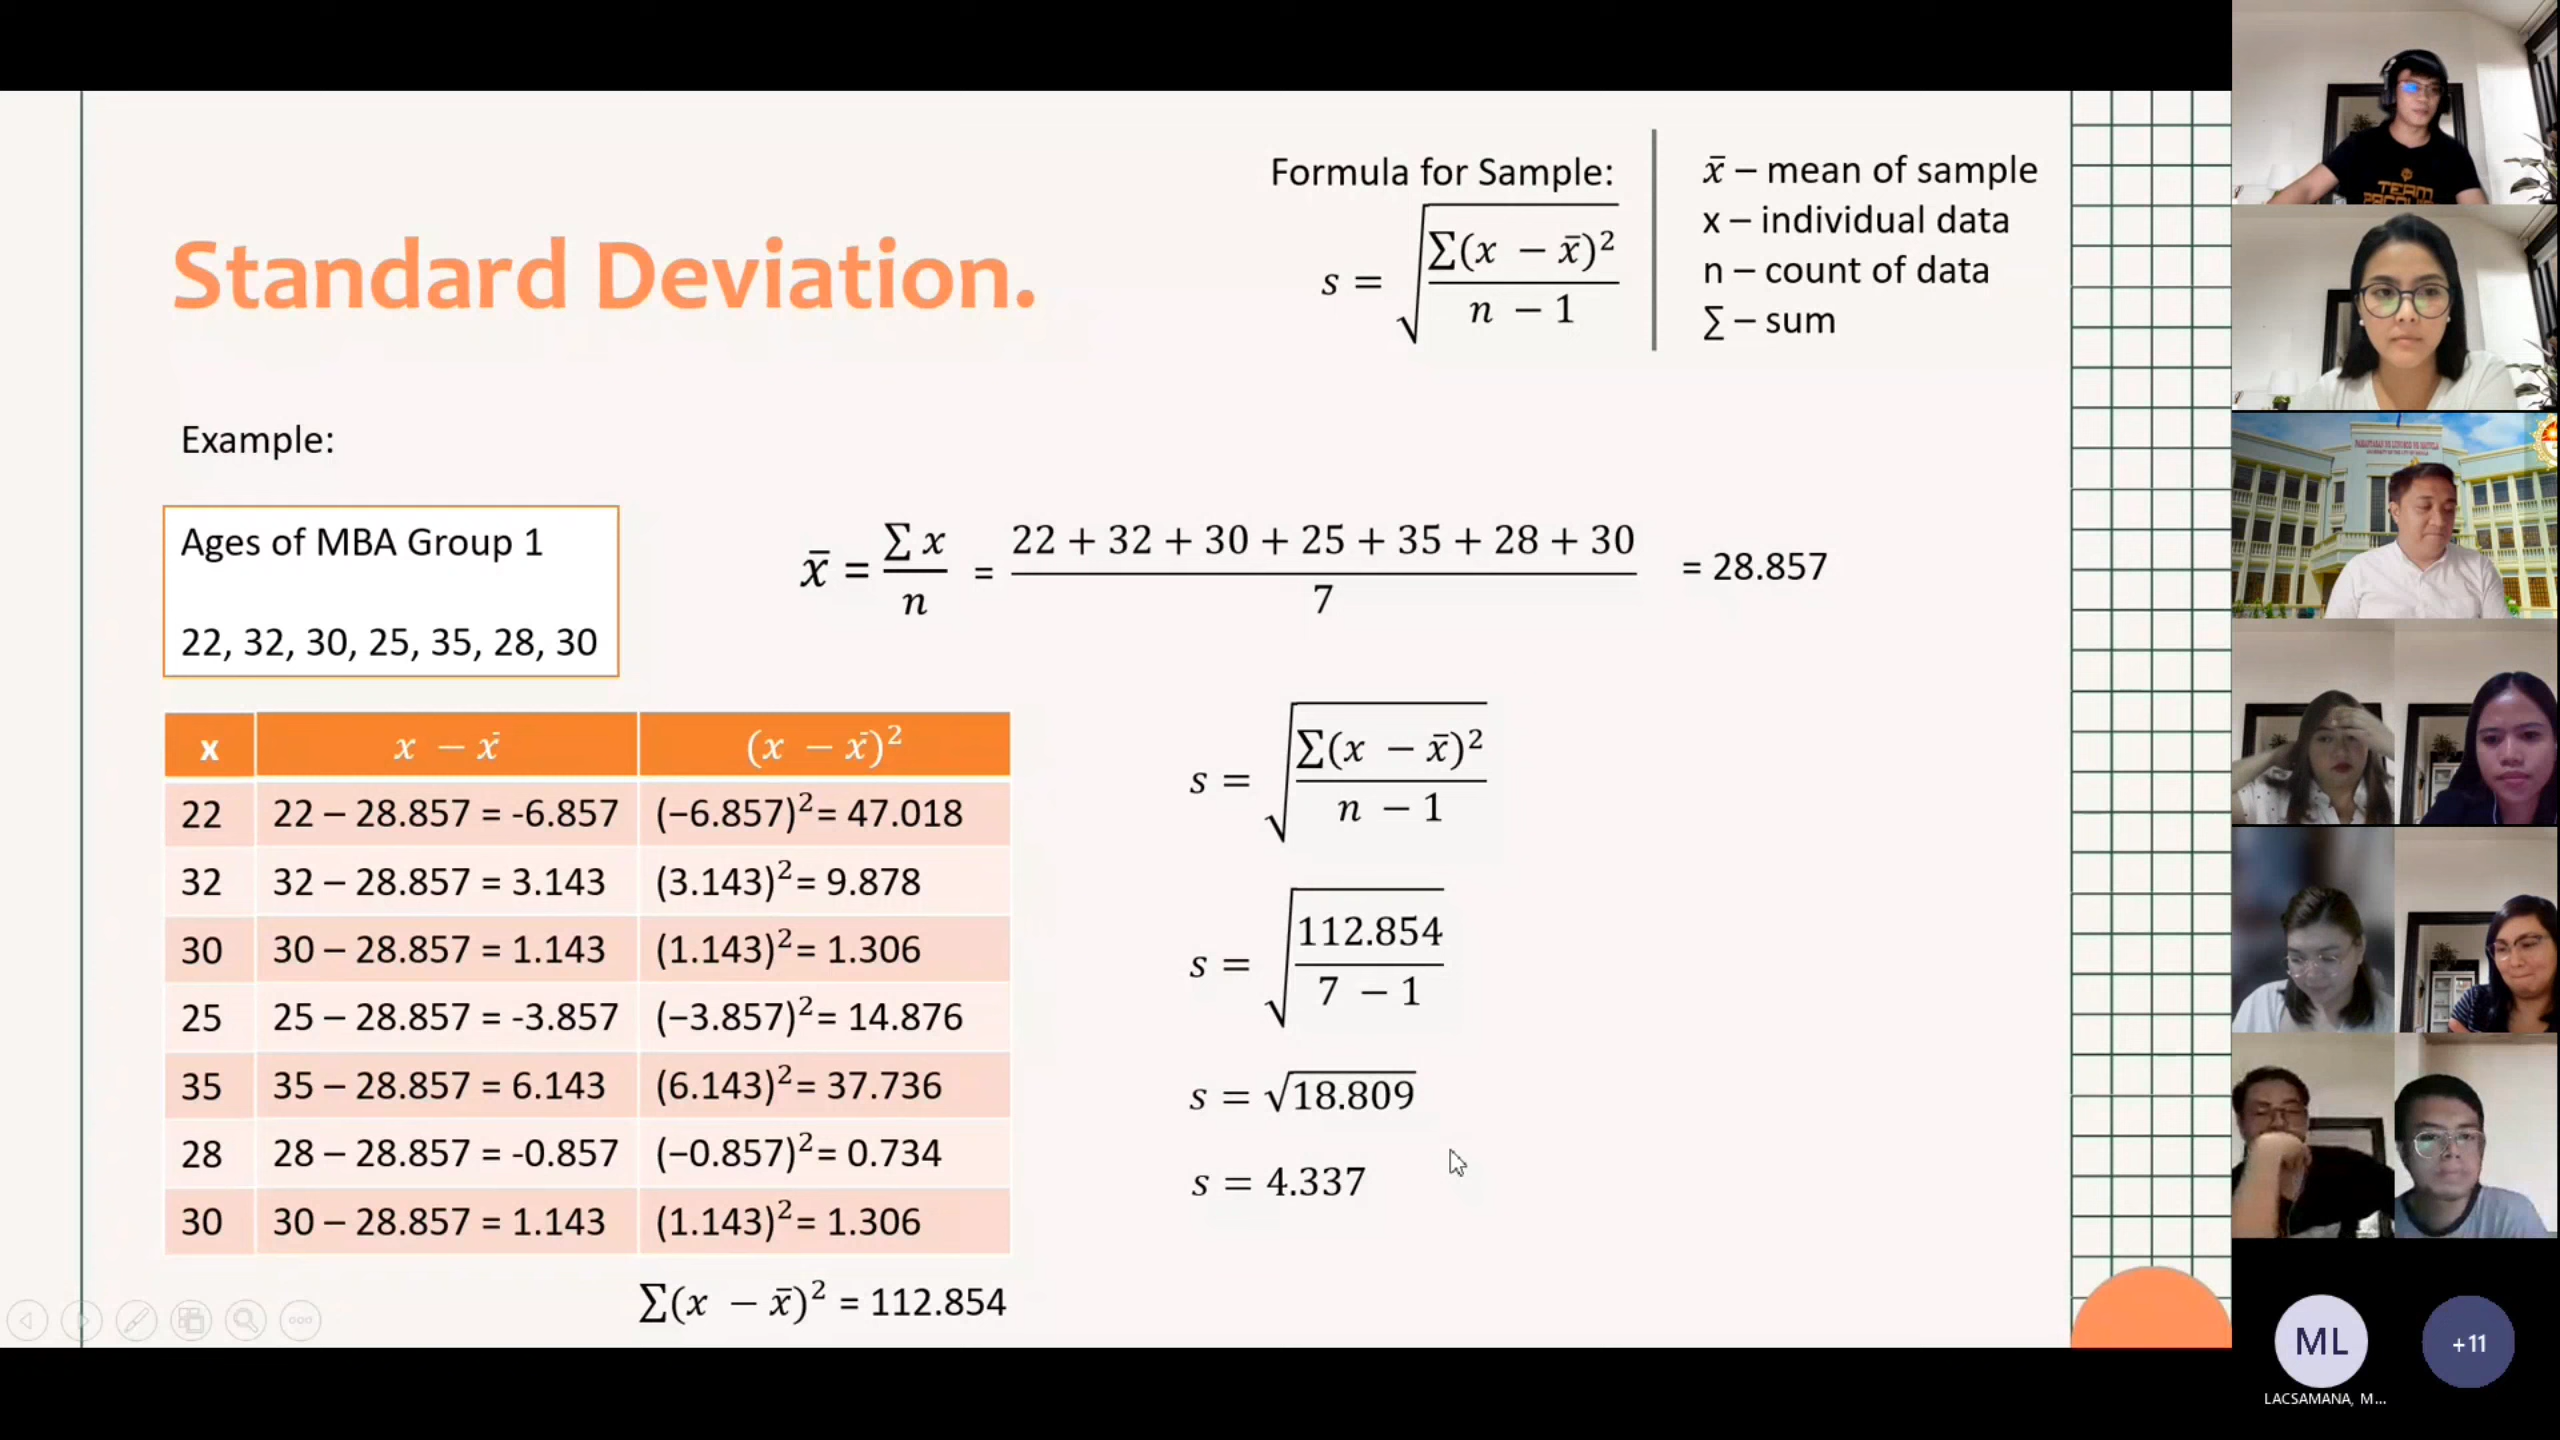 Standard Deviation.
Formula for Sample:
s = √(∑(x − x̄)² / (n − 1))
x̄ – mean of sample
x – individual data
n – count of data
∑ – sum
Example:
Ages of MBA Group 1
22, 32, 30, 25, 35, 28, 30
x̄ = ∑ x / n = (22 + 32 + 30 + 25 + 35 + 28 + 30) / 7 = 28.857
x | x − x̄ | (x − x̄)²
22 | 22 – 28.857 = -6.857 | (−6.857)²= 47.018
32 | 32 – 28.857 = 3.143 | (3.143)²= 9.878
30 | 30 – 28.857 = 1.143 | (1.143)²= 1.306
25 | 25 – 28.857 = -3.857 | (−3.857)²= 14.876
35 | 35 – 28.857 = 6.143 | (6.143)²= 37.736
28 | 28 – 28.857 = -0.857 | (−0.857)²= 0.734
30 | 30 – 28.857 = 1.143 | (1.143)²= 1.306
∑(x − x̄)² = 112.854
s = √(∑(x − x̄)² / (n − 1))
s = √(112.854 / (7 − 1))
s = √18.809
s = 4.337
TEAM
ML
+11
LACSAMANA, M...